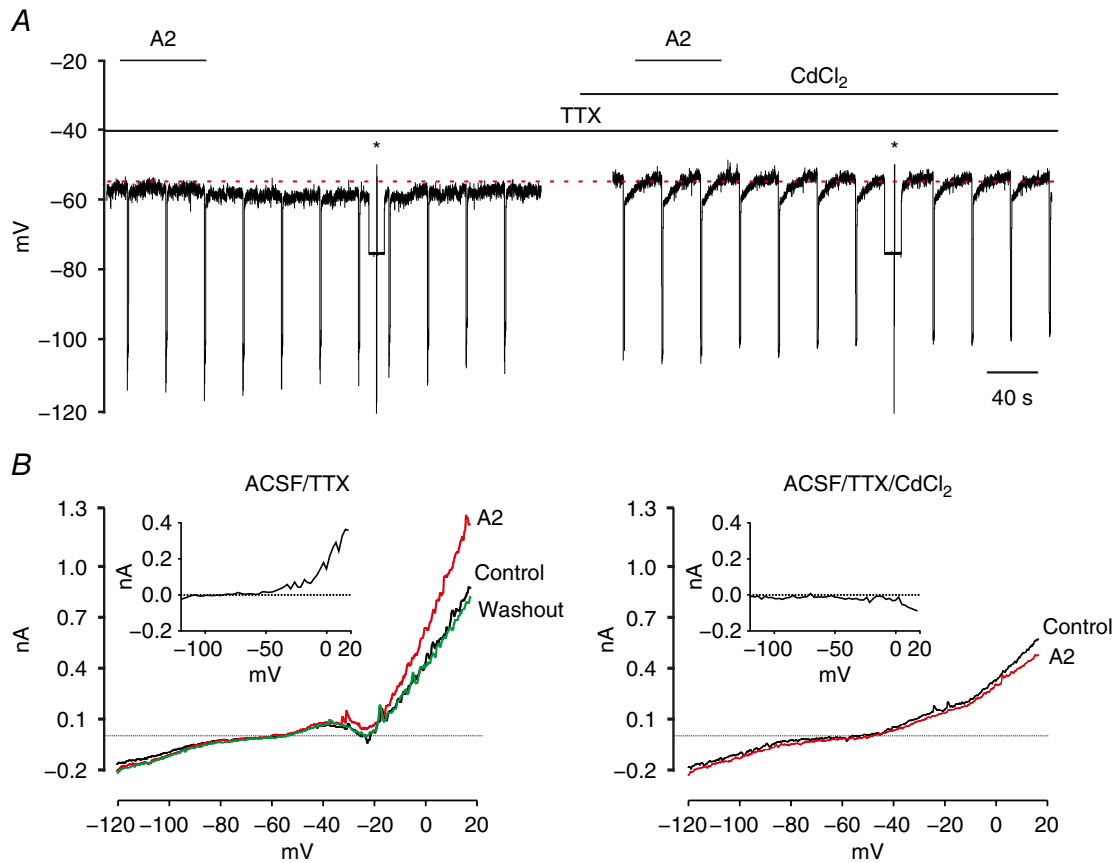 A
A2
A2
CdCl2
TTX
−20
−40
−60
−80
−100
−120
mV
*
*
40 s
B
ACSF/TTX
1.3
1.0
0.7
0.4
0.1
−0.2
nA
0.4
0.2
0.0
−0.2
nA
−100
−50
0
20
mV
A2
Control
Washout
−120
−100
−80
−60
−40
−20
0
20
mV
ACSF/TTX/CdCl2
1.3
1.0
0.7
0.4
0.1
−0.2
nA
0.4
0.2
0.0
−0.2
nA
−100
−50
0
20
mV
Control
A2
−120
−100
−80
−60
−40
−20
0
20
mV